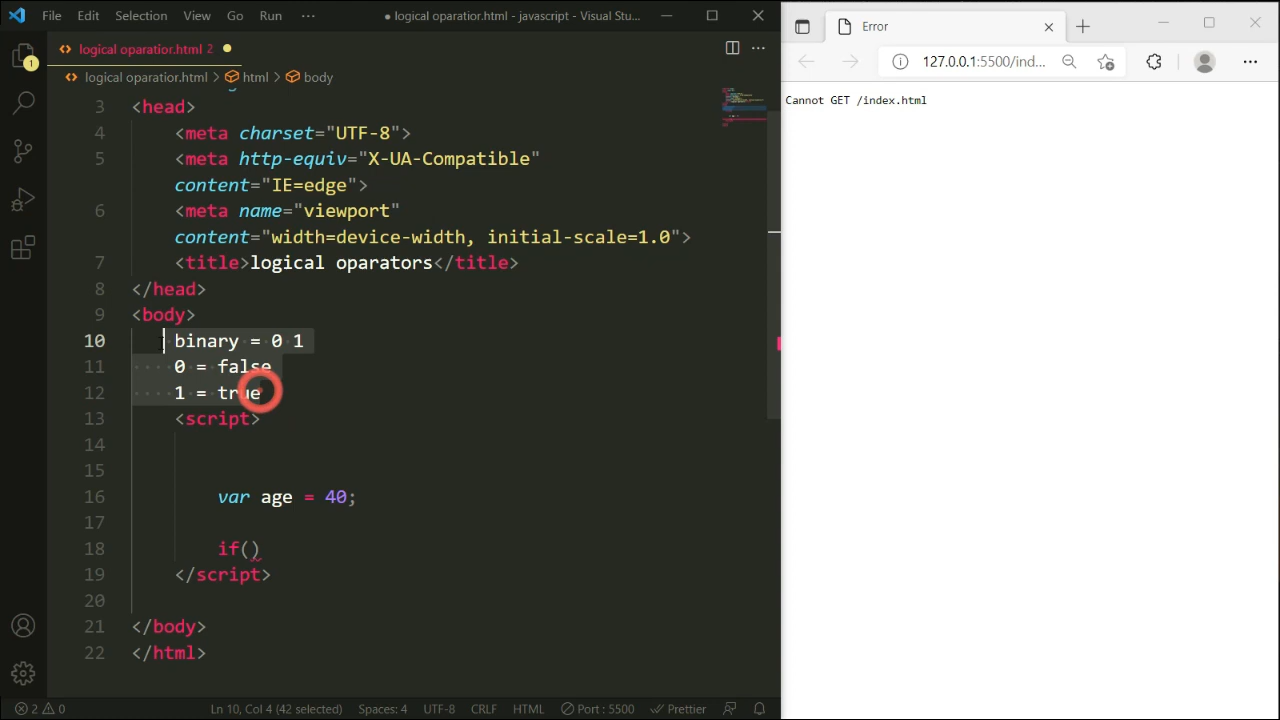 File Edit Selection View Go Run ··· ● logical oparatior.html - javascript - Visual Stu...
logical oparatior.html 2 ●
logical oparatior.html > html > body
3 <head>
4 <meta charset="UTF-8">
5 <meta http-equiv="X-UA-Compatible"
content="IE=edge">
6 <meta name="viewport"
content="width=device-width, initial-scale=1.0">
7 <title>logical oparators</title>
8 </head>
9 <body>
10 binary = 0 1
11 0 = false
12 1 = true
13 <script>
14
15
16 var age = 40;
17
18 if()
19 </script>
20
21 </body>
22 </html>
1
2 0 Ln 10, Col 4 (42 selected) Spaces: 4 UTF-8 CRLF HTML Port : 5500 Prettier
Error
127.0.0.1:5500/ind...
Cannot GET /index.html